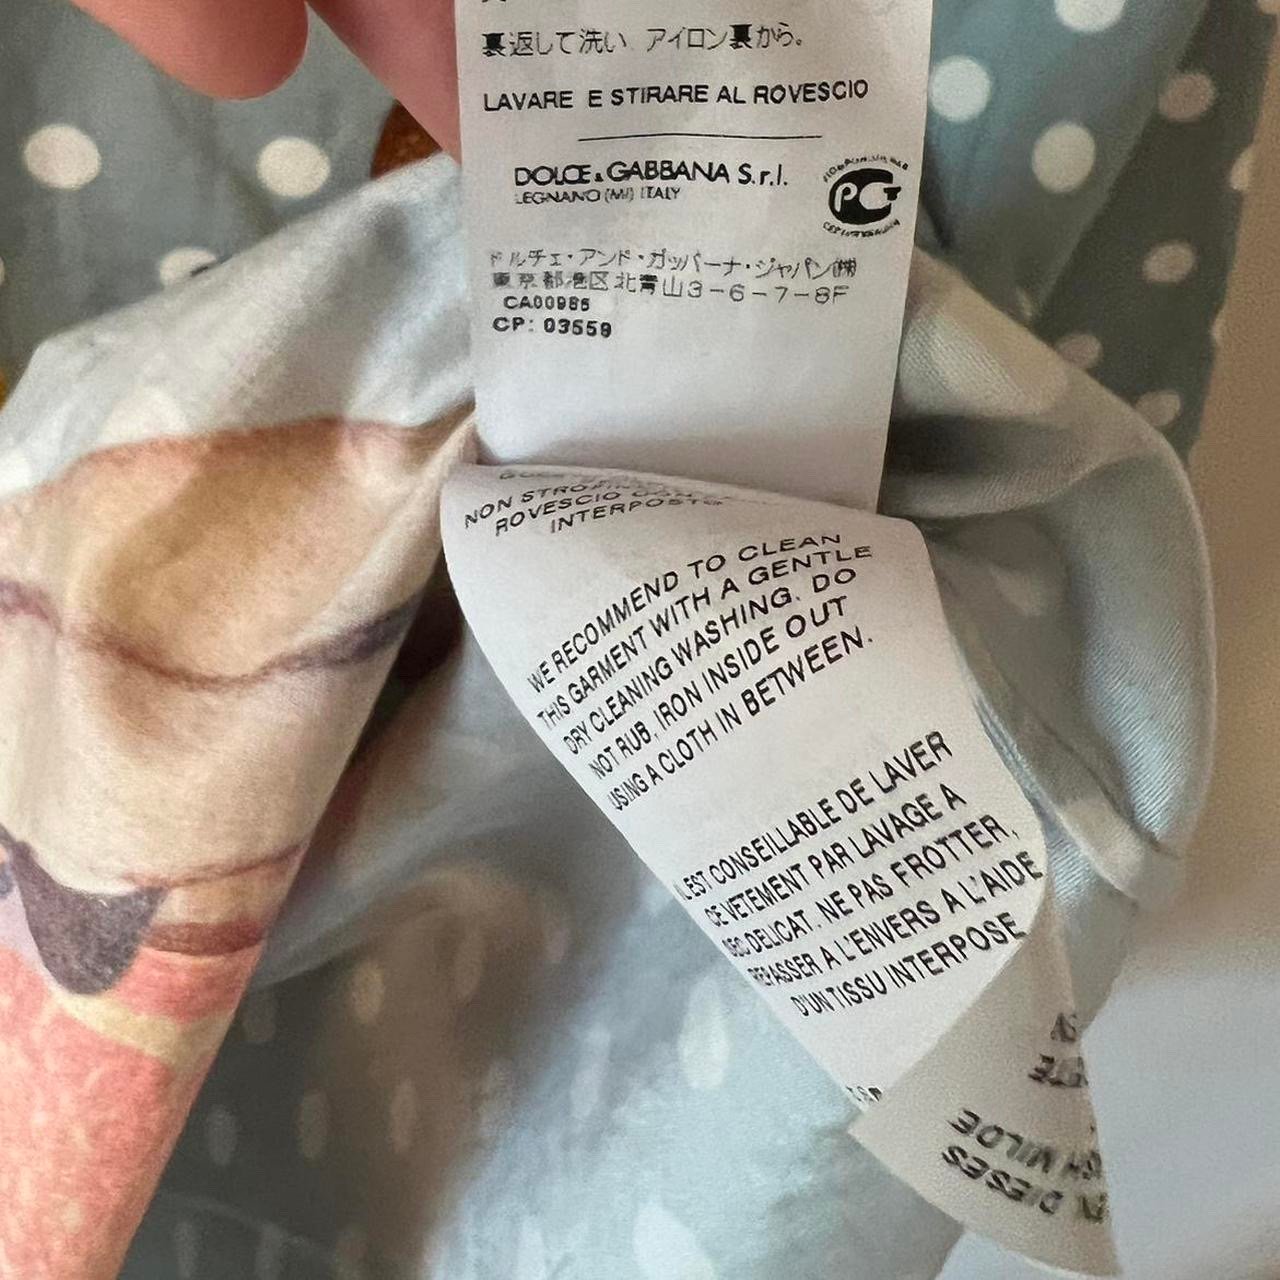 裏返して洗い、アイロン裏から。
LAVARE E STIRARE AL ROVESCIO
DOLCE & GABBANA S.r.l.
LEGNANO (MI) ITALY
ドルチェ・アンド・ガッバーナ・ジャパン㈱
東京都港区北青山3-6-7-8F
CA00986
CP: 03559
NON
ROVESCIO
INTERPOSTO
WE RECOMMEND TO CLEAN
THIS GARMENT WITH A GENTLE
DRY CLEANING WASHING. DO
NOT RUB. IRON INSIDE OUT
USING A CLOTH IN BETWEEN.
IL EST CONSEILLABLE DE LAVER
CE VETEMENT PAR LAVAGE A
SEC DELICAT. NE PAS FROTTER,
REPASSER A L'ENVERS A L'AIDE
D'UN TISSU INTERPOSE
MILDE
DIESES